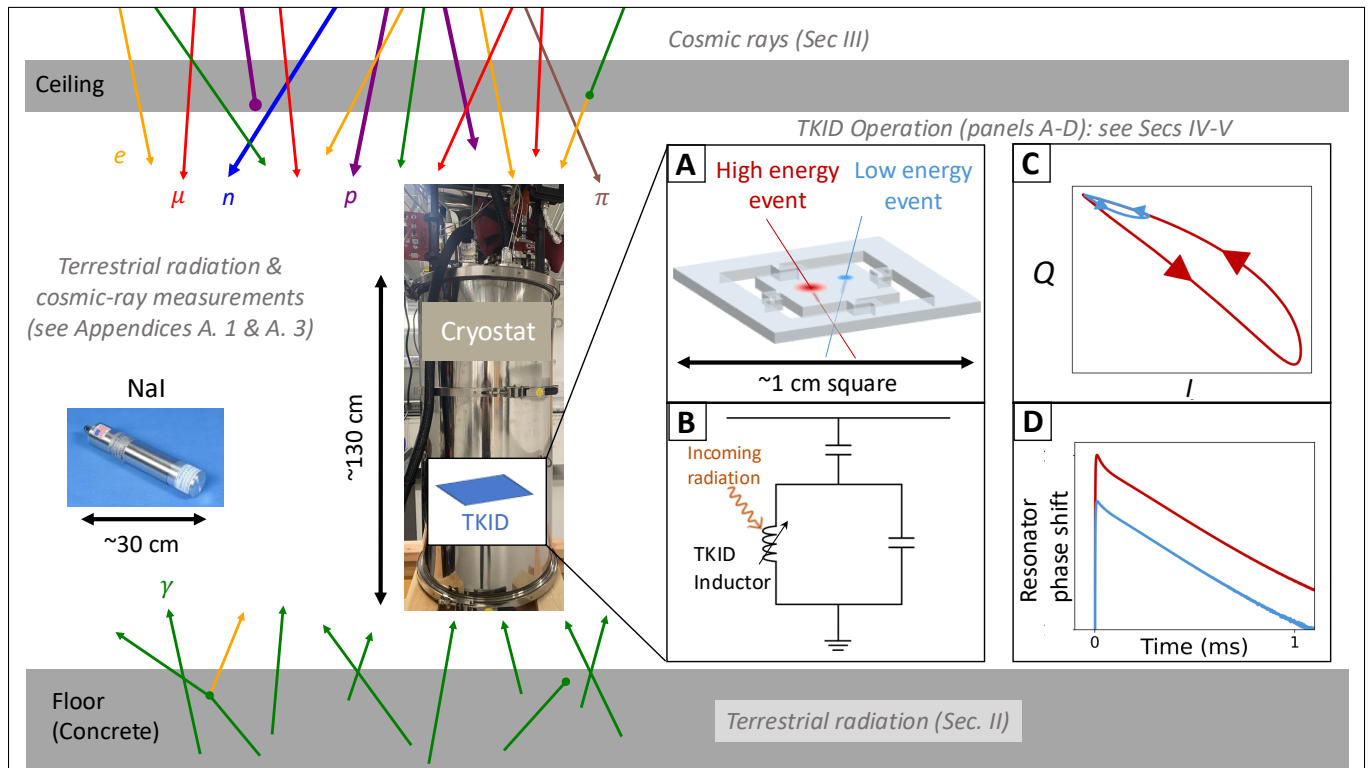 Cosmic rays (Sec III)
Ceiling
TKID Operation (panels A-D): see Secs IV-V
e
μ
n
p
π
Terrestrial radiation &
cosmic-ray measurements
(see Appendices A. 1 & A. 3)
NaI
~30 cm
~130 cm
Cryostat
TKID
A
High energy
event
Low energy
event
~1 cm square
B
Incoming
radiation
TKID
Inductor
C
Q
I
D
Resonator
phase shift
0
1
Time (ms)
γ
Floor
(Concrete)
Terrestrial radiation (Sec. II)